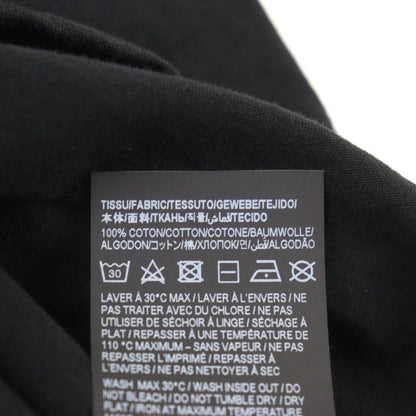 TISSU/FABRIC/TESSUTO/GEWEBE/TEJIDO/
本体/面料/TKAHЬ/직물/قماش/TECIDO
100% COTON/COTTON/COTONE/BAUMWOLLE/
ALGODON/コットン/棉/ХЛОПОК/면/قطن/ALGODÃO
30
LAVER À 30°C MAX / LAVER À L'ENVERS / NE
PAS TRAITER AVEC DU CHLORE / NE PAS
UTILISER DE SÉCHOIR À LINGE / SÉCHAGE À
PLAT / REPASSER À UNE TEMPÉRATURE DE
110 °C MAXIMUM – SANS VAPEUR / NE PAS
REPASSER L'IMPRIMÉ / REPASSER À
L'ENVERS / NE PAS NETTOYER À SEC
WASH MAX 30°C / WASH INSIDE OUT / DO
NOT BLEACH / DO NOT TUMBLE DRY / DRY
FLAT / IRON AT MAXIMUM